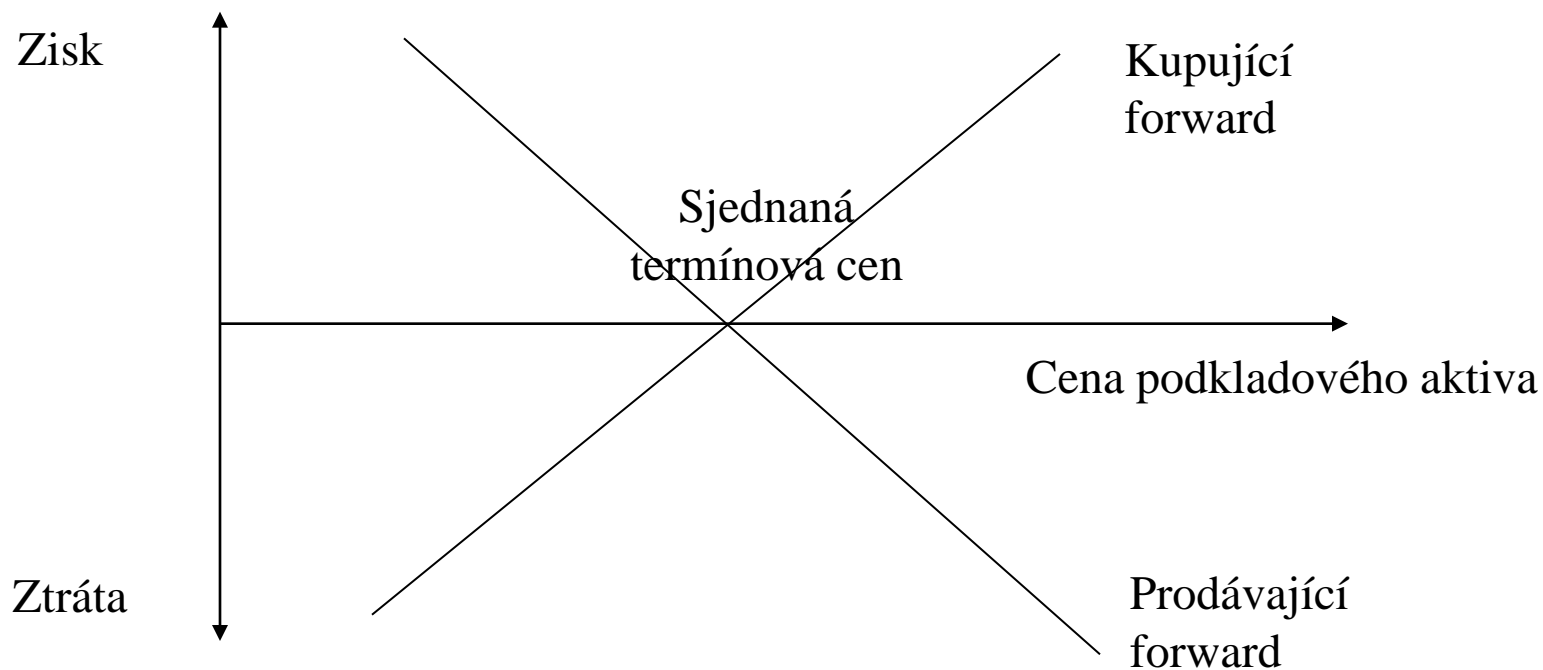 Zisk
Kupující
forward
Sjednaná
termínová cen
Cena podkladového aktiva
Ztráta
Prodávající
forward